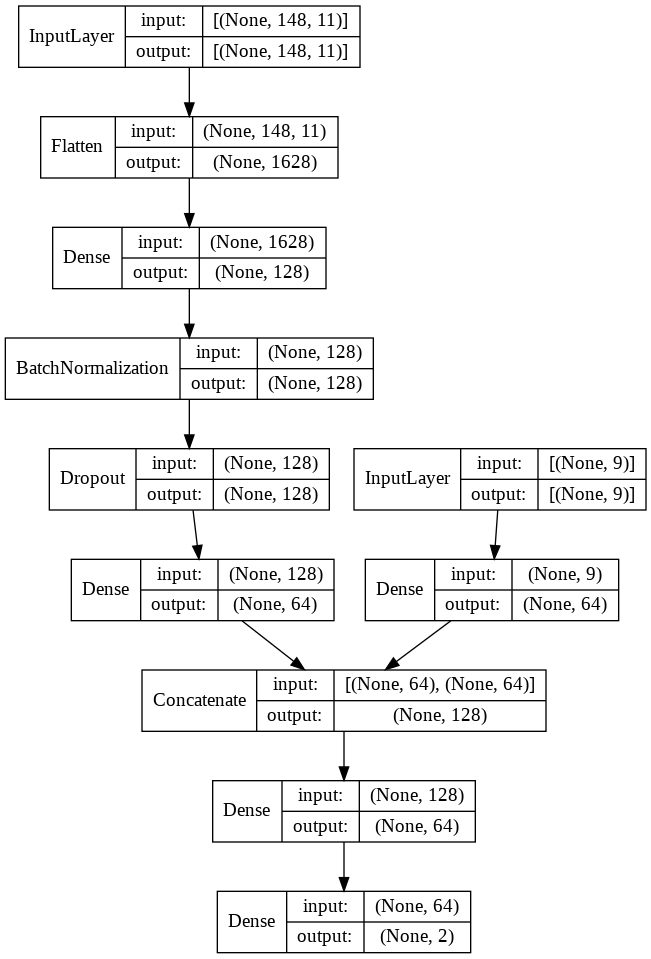 InputLayer input: [(None, 148, 11)]
output: [(None, 148, 11)]
Flatten input: (None, 148, 11)
output: (None, 1628)
Dense input: (None, 1628)
output: (None, 128)
BatchNormalization input: (None, 128)
output: (None, 128)
Dropout input: (None, 128)
output: (None, 128)
InputLayer input: [(None, 9)]
output: [(None, 9)]
Dense input: (None, 128)
output: (None, 64)
Dense input: (None, 9)
output: (None, 64)
Concatenate input: [(None, 64), (None, 64)]
output: (None, 128)
Dense input: (None, 128)
output: (None, 64)
Dense input: (None, 64)
output: (None, 2)